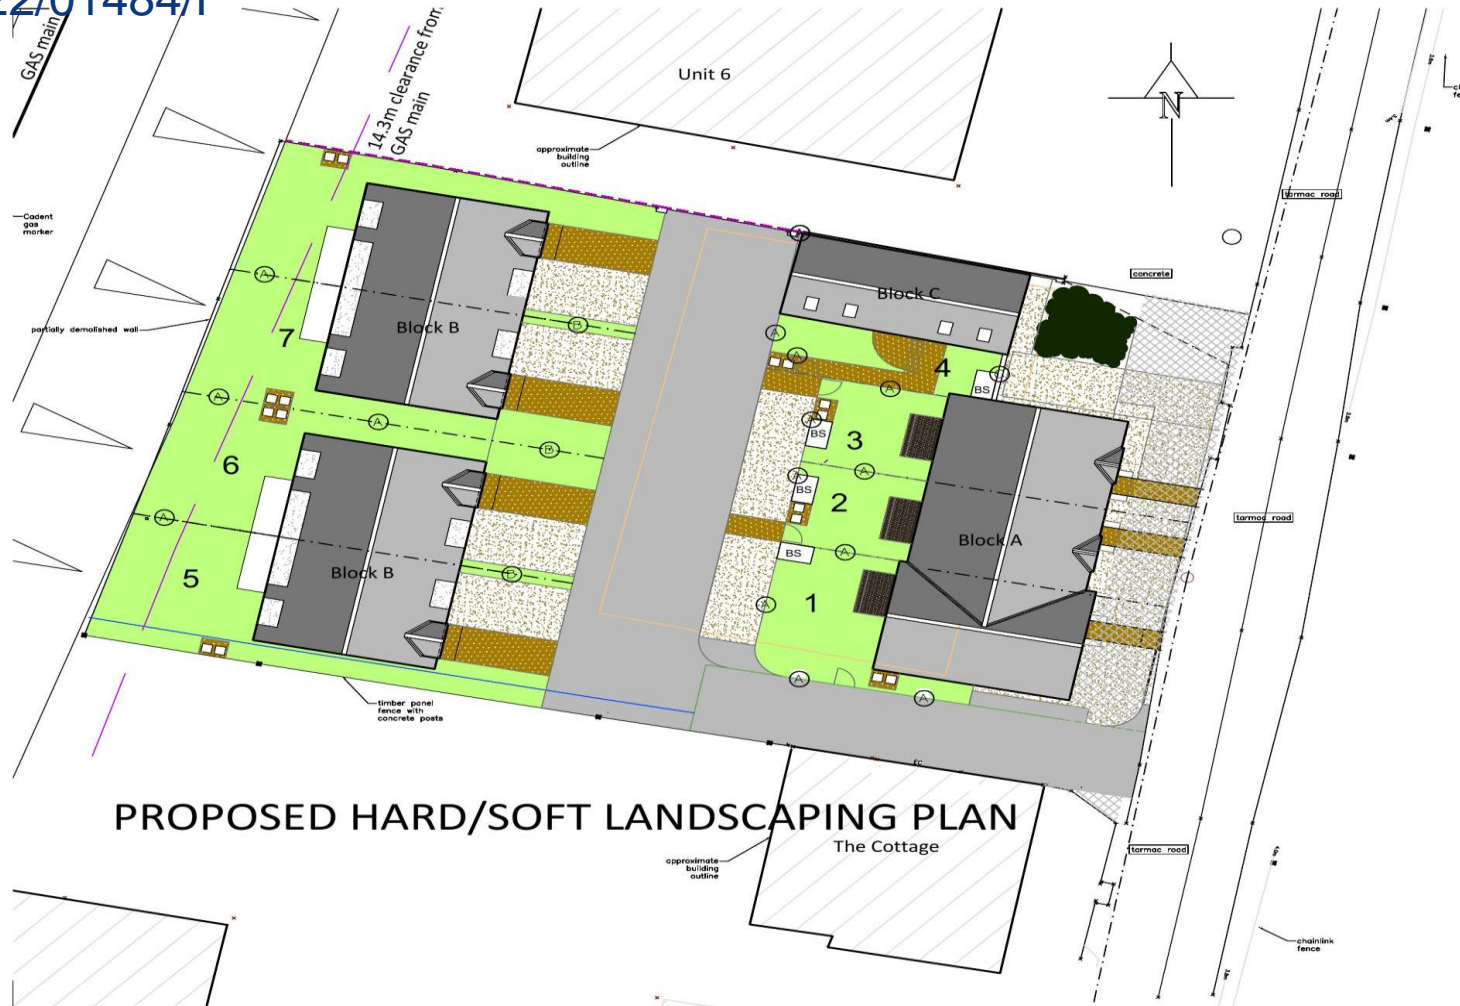 22/01484/F
GAS main
14.3m clearance from
GAS main
Unit 6
N
approximate
building
outline
tarmac road
Cadent
gas
marker
concrete
partially demolished wall
Block C
Block B
7
A
A
B
A
A
A
A
4
BS
A
A
B
A
BS
3
A
6
A
BS
2
tarmac road
A
BS
A
Block A
Block B
B
5
A
1
A
A
timber panel
fence with
concrete posts
EC
PROPOSED HARD/SOFT LANDSCAPING PLAN
The Cottage
approximate
building
outline
tarmac road
chainlink
fence